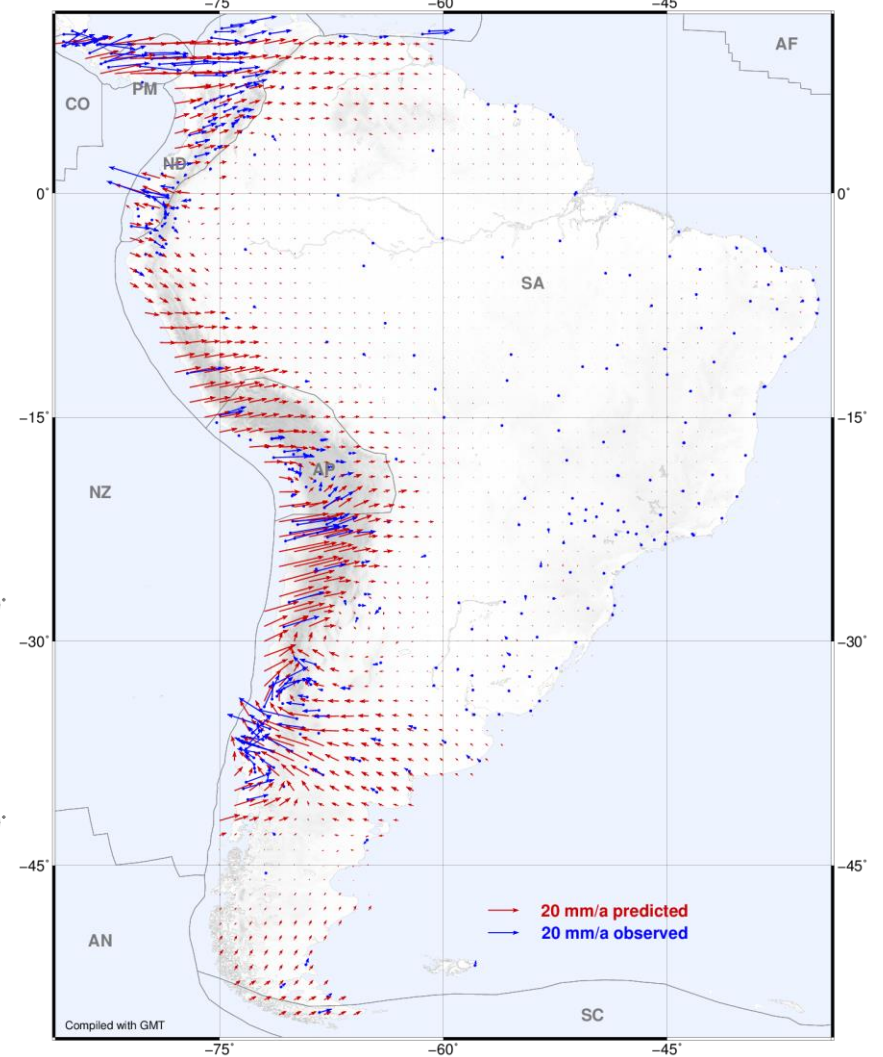 −75˚ −60˚ −45˚
AF
PM
CO
ND
0˚ 0˚
SA
−15˚ −15˚
AP
NZ
−30˚ −30˚
−45˚ −45˚
20 mm/a predicted
20 mm/a observed
AN
SC
Compiled with GMT
−75˚ −60˚ −45˚